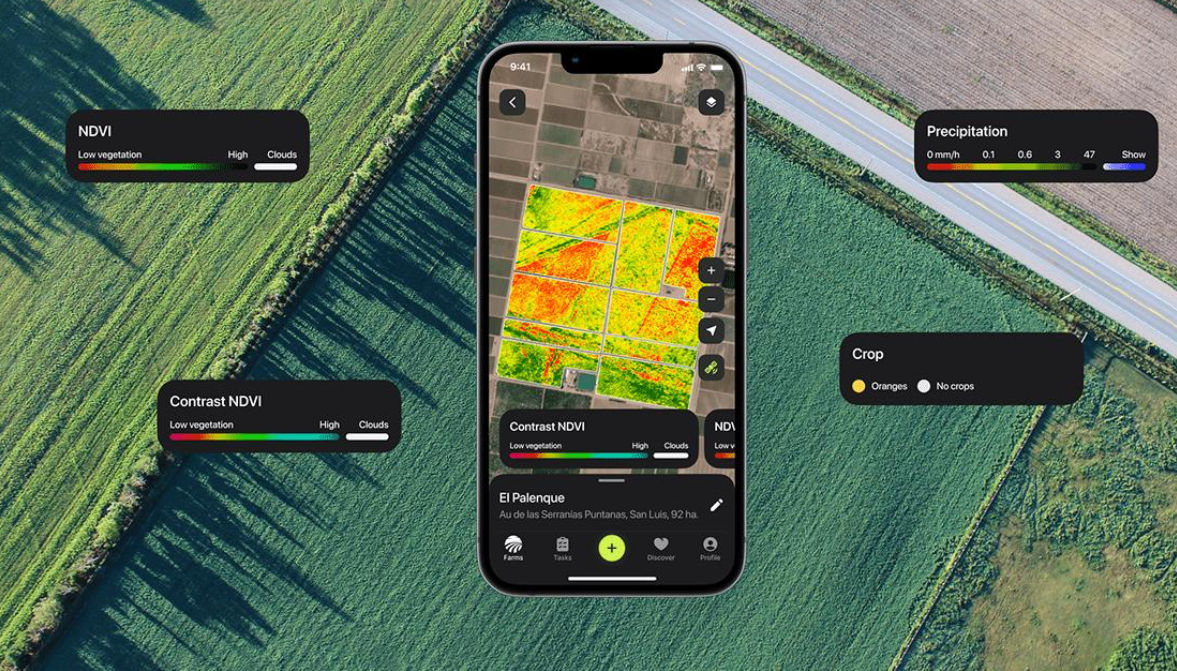 NDVI
Low vegetation High Clouds
Contrast NDVI
Low vegetation High Clouds
9:41
Contrast NDVI
Low vegetation High Clouds
NDV
Low v
El Palenque
Au de las Serranías Puntanas, San Luis, 92 ha.
Farms Tasks + Discover Profile
Precipitation
0 mm/h 0.1 0.6 3 47 Show
Crop
Oranges No crops